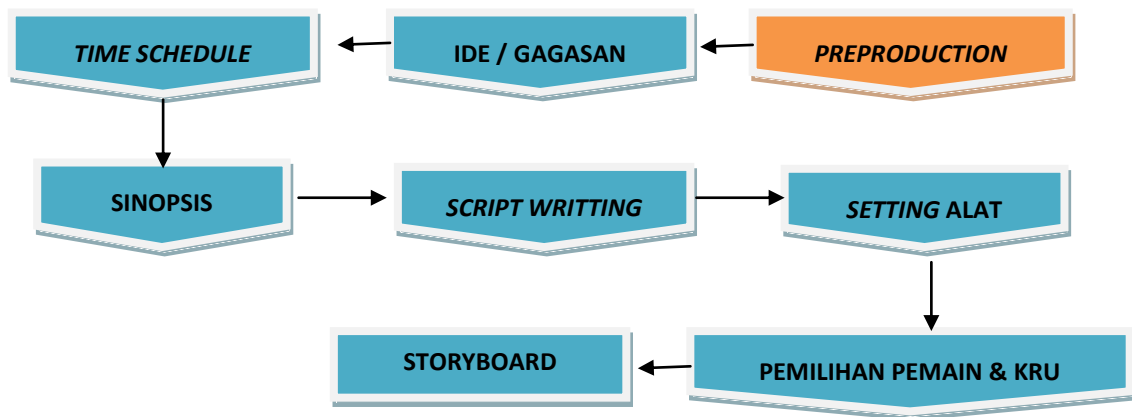 TIME SCHEDULE
IDE / GAGASAN
PREPRODUCTION
SINOPSIS
SCRIPT WRITTING
SETTING ALAT
STORYBOARD
PEMILIHAN PEMAIN & KRU